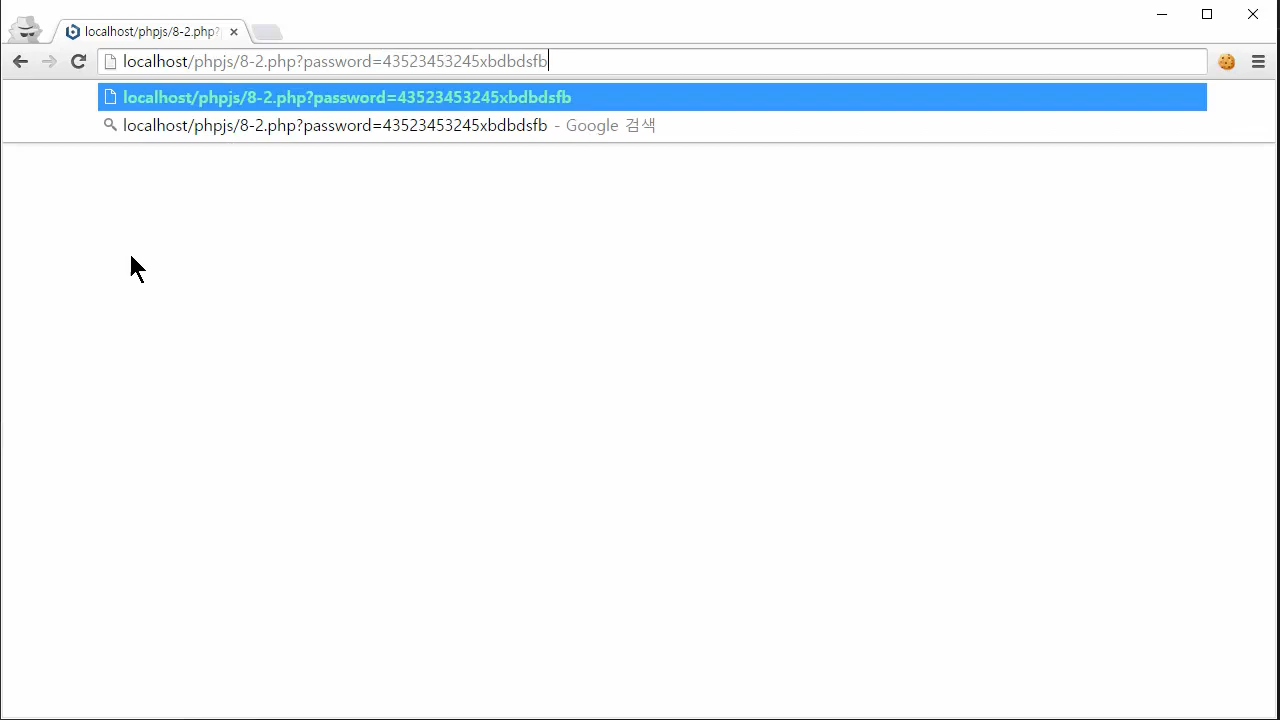 localhost/phpjs/8-2.php?
localhost/phpjs/8-2.php?password=43523453245xbdbdsfb
localhost/phpjs/8-2.php?password=43523453245xbdbdsfb
localhost/phpjs/8-2.php?password=43523453245xbdbdsfb - Google 검색